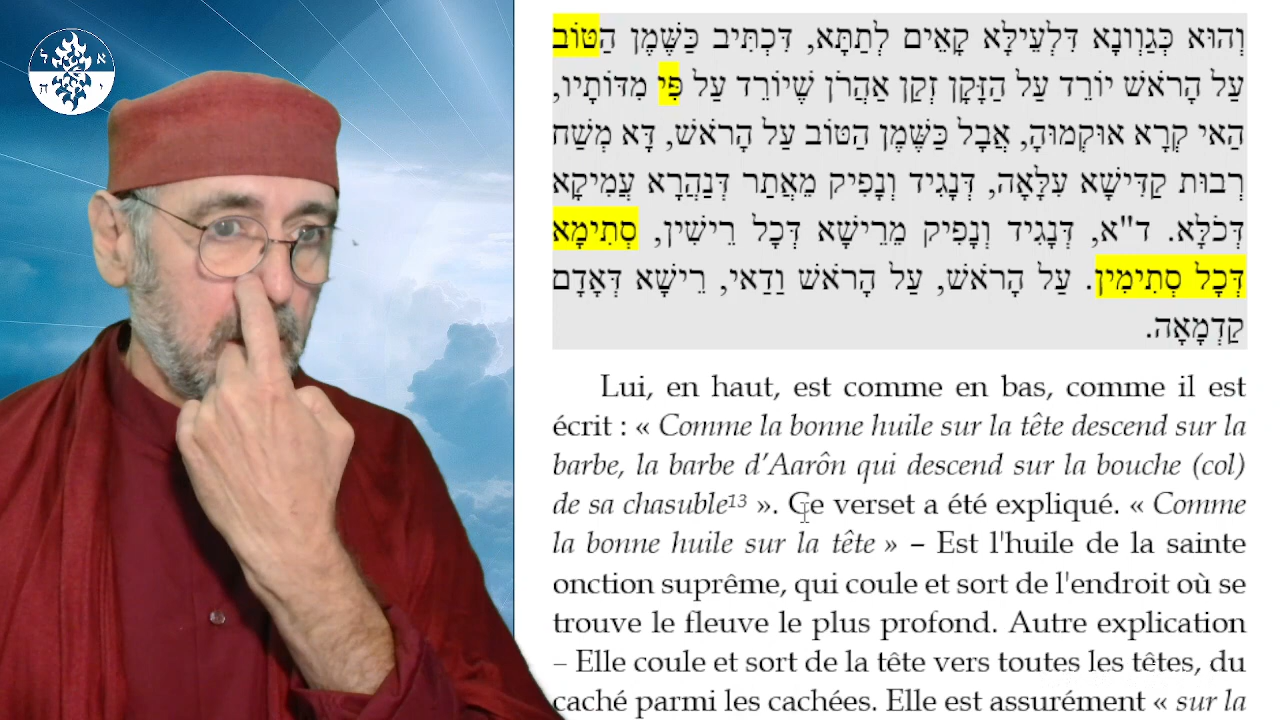 א
ל
ה
י
וְהוּא כְּגַוְונָא דִּלְעֵילָּא קָאֵים לְתַתָּא, דִּכְתִּיב כַּשֶּׁמֶן הַטּוֹב
עַל הָרֹאשׁ יוֹרֵד עַל הַזָּקָן זְקַן אַהֲרֹן שֶׁיּוֹרֵד עַל פִּי מִדּוֹתָיו,
הַאי קְרָא אוּקְמוּהָ, אֲבָל כַּשֶּׁמֶן הַטּוֹב עַל הָרֹאשׁ, דָּא מְשַׁח
רְבוּת קַדִּישָׁא עִלָּאָה, דְּנָגִיד וְנָפִיק מֵאֲתַר דְּנַהֲרָא עֲמִיקָא
דְּכֹלָּא. ד"א, דְּנָגִיד וְנָפִיק מֵרֵישָׁא דְּכָל רֵישִׁין, סְתִימָא
דְּכָל סְתִימִין. עַל הָרֹאשׁ, עַל הָרֹאשׁ וַדַאי, רֵישָׁא דְּאָדָם
קַדְמָאָה.
Lui, en haut, est comme en bas, comme il est
écrit : « Comme la bonne huile sur la tête descend sur la
barbe, la barbe d’Aarôn qui descend sur la bouche (col)
de sa chasuble¹³ ». Ce verset a été expliqué. « Comme
la bonne huile sur la tête » – Est l'huile de la sainte
onction suprême, qui coule et sort de l'endroit où se
trouve le fleuve le plus profond. Autre explication
– Elle coule et sort de la tête vers toutes les têtes, du
caché parmi les cachées. Elle est assurément « sur la